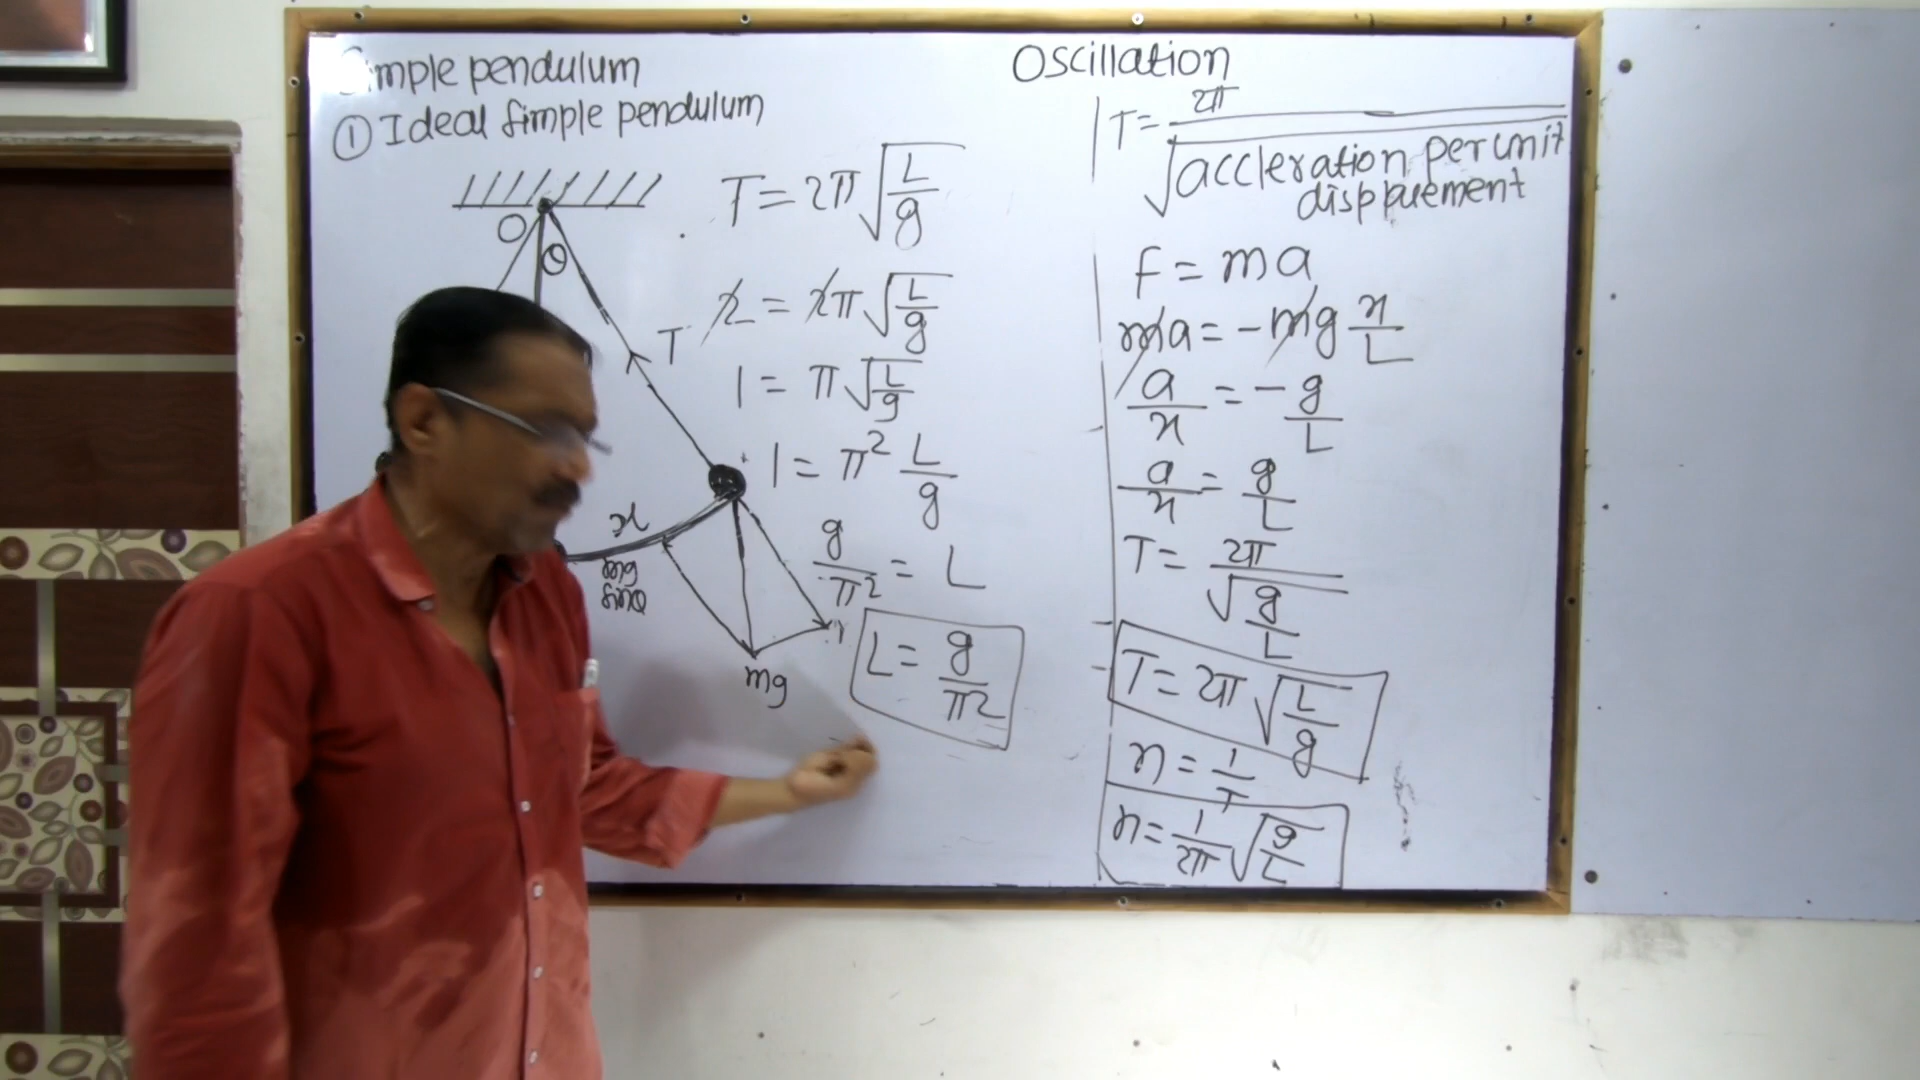 Simple pendulum
① Ideal Simple pendulum
O
θ
T
x
mg
sinθ
mg
T = 2π √(L/g)
2 = 2π √(L/g)
1 = π √(L/g)
1 = π² L/g
g/π² = L
L = g/π²
Oscillation
T = 2π / √(accleration per unit
displacement)
F = ma
ma = -mg x/L
a/x = -g/L
a/x = g/L
T = 2π / √(g/L)
T = 2π √(L/g)
n = 1/T
n = 1/2π √(g/L)